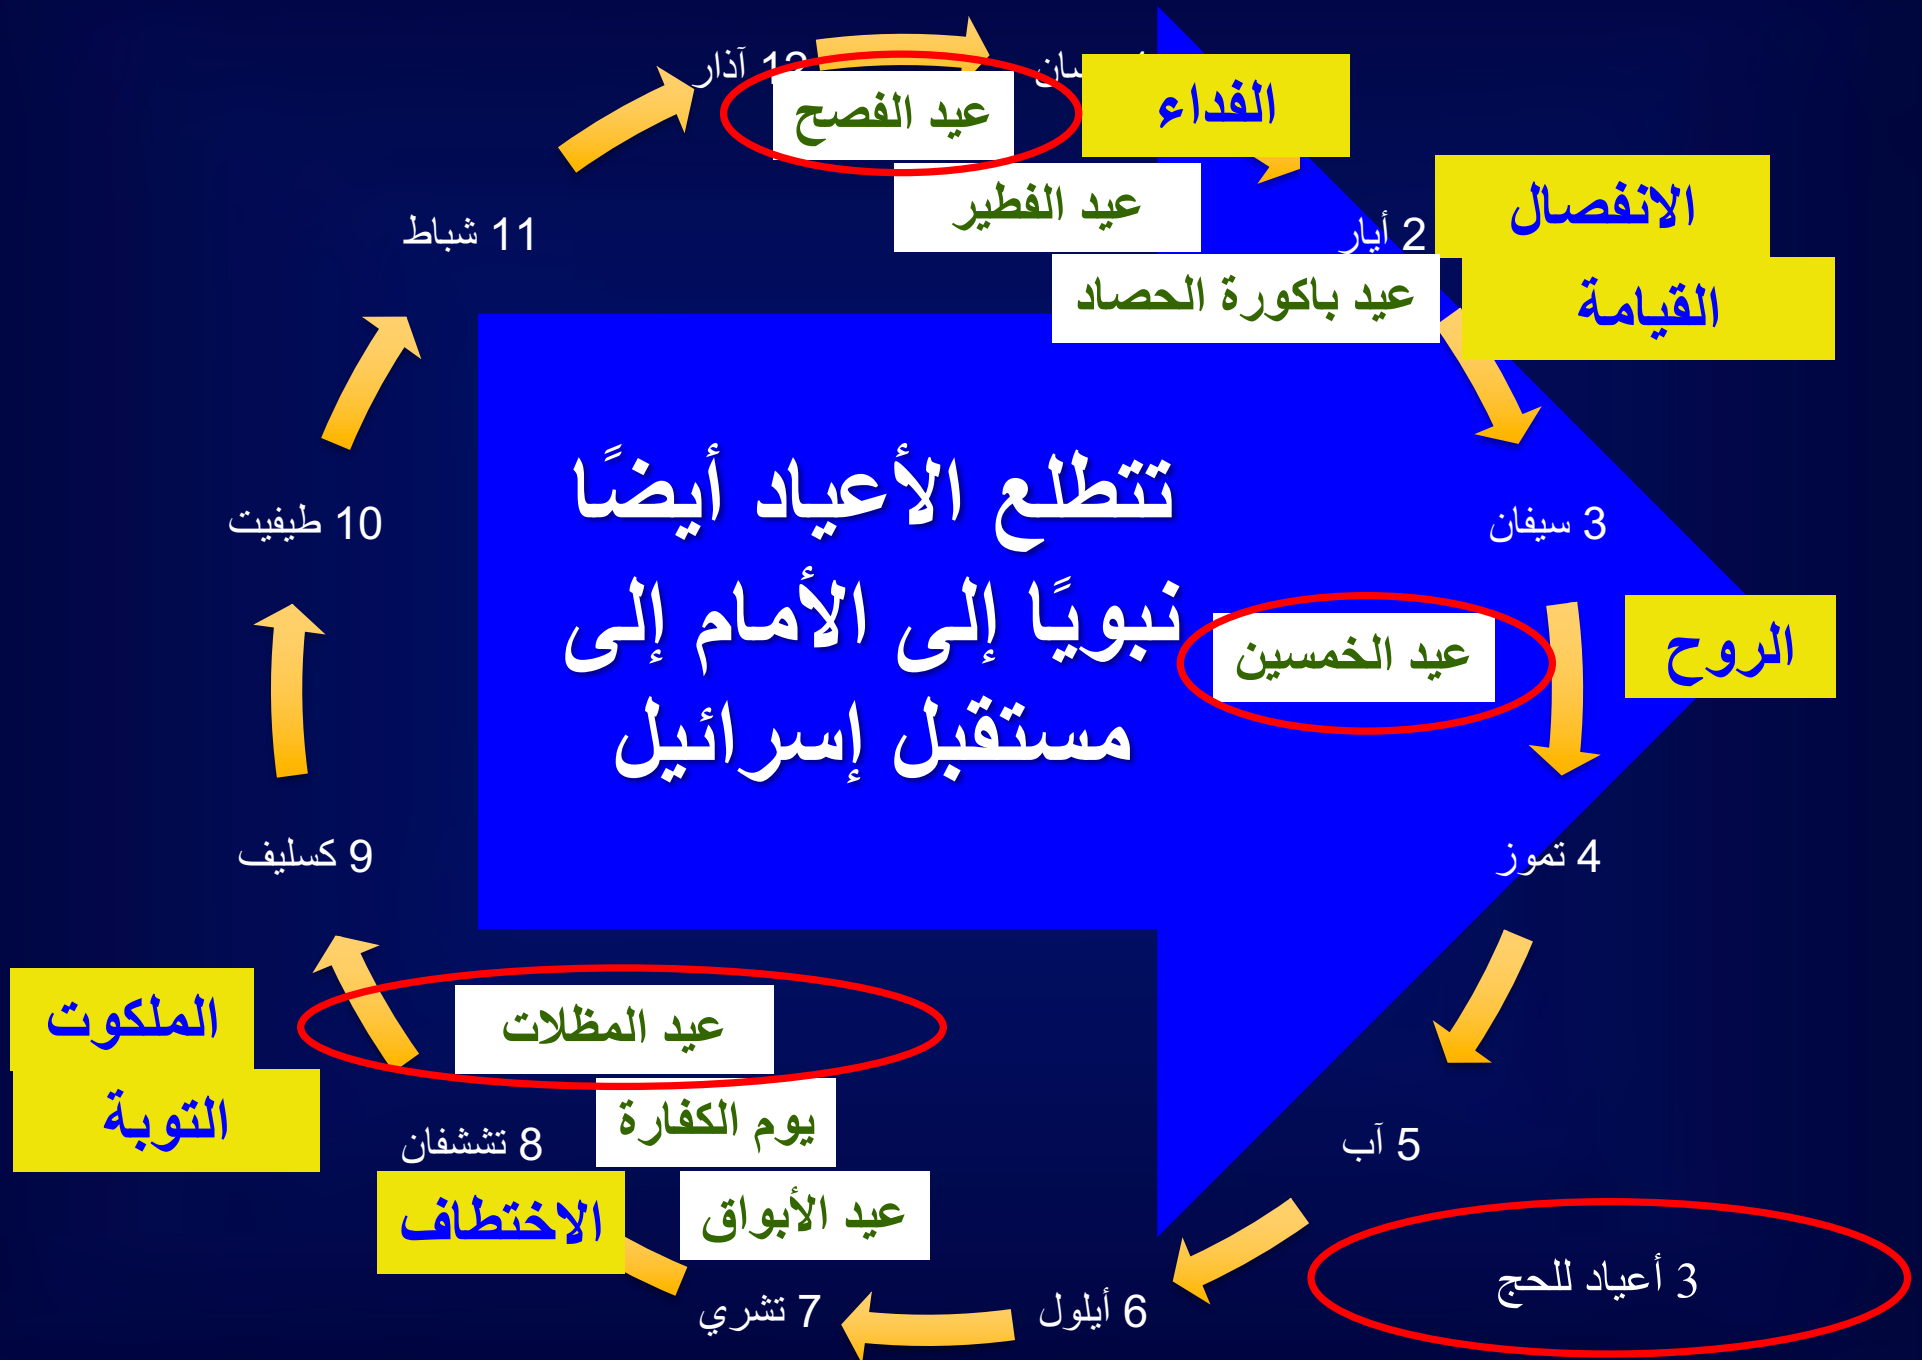 12 آذار
عيد الفصح
الفداء
عيد الفطير
الانفصال
2 أيار
عيد باكورة الحصاد
القيامة
11 شباط
تتطلع الأعياد أيضًا
نبويًا إلى الأمام إلى
مستقبل إسرائيل
10 طيفيت
3 سيفان
عيد الخمسين
الروح
9 كسليف
4 تموز
عيد المظلات
الملكوت
يوم الكفارة
التوبة
8 تششفان
5 آب
عيد الأبواق
الاختطاف
3 أعياد للحج
7 تشري
6 أيلول